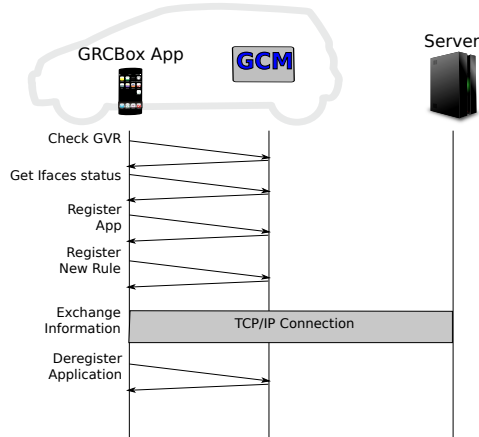 GRCBox App
GCM
Server
Check GVR
Get Ifaces status
Register
App
Register
New Rule
Exchange
Information
TCP/IP Connection
Deregister
Application